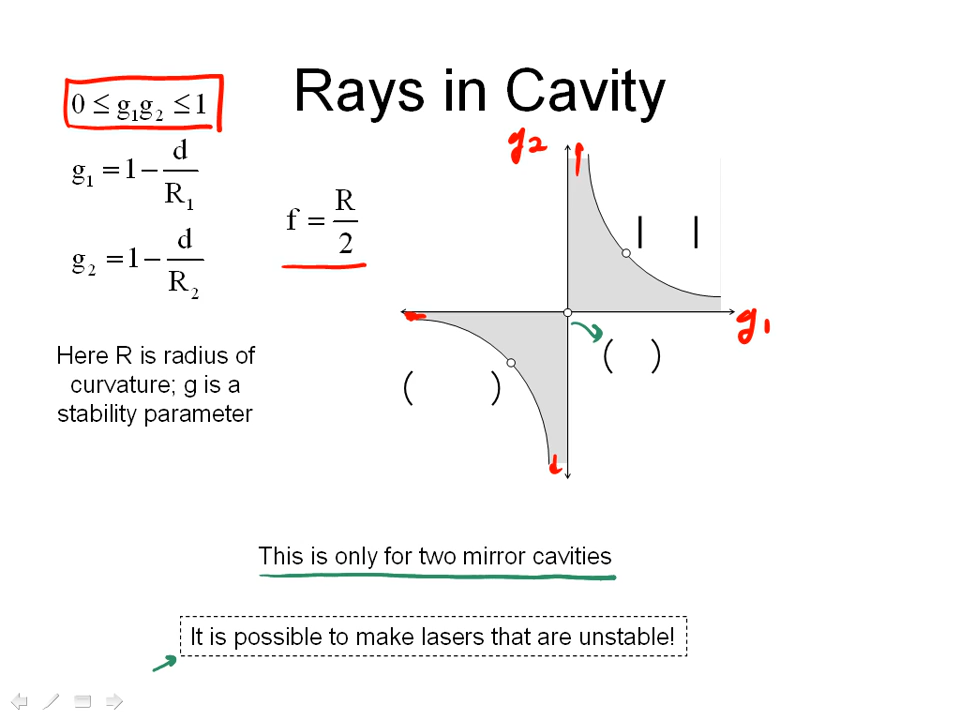 Rays in Cavity
0 ≤ g₁g₂ ≤ 1
g₁ = 1 − d/R₁
f = R/2
g₂ = 1 − d/R₂
g2
g1
| |
( )
( )
Here R is radius of
curvature; g is a
stability parameter
This is only for two mirror cavities
It is possible to make lasers that are unstable!